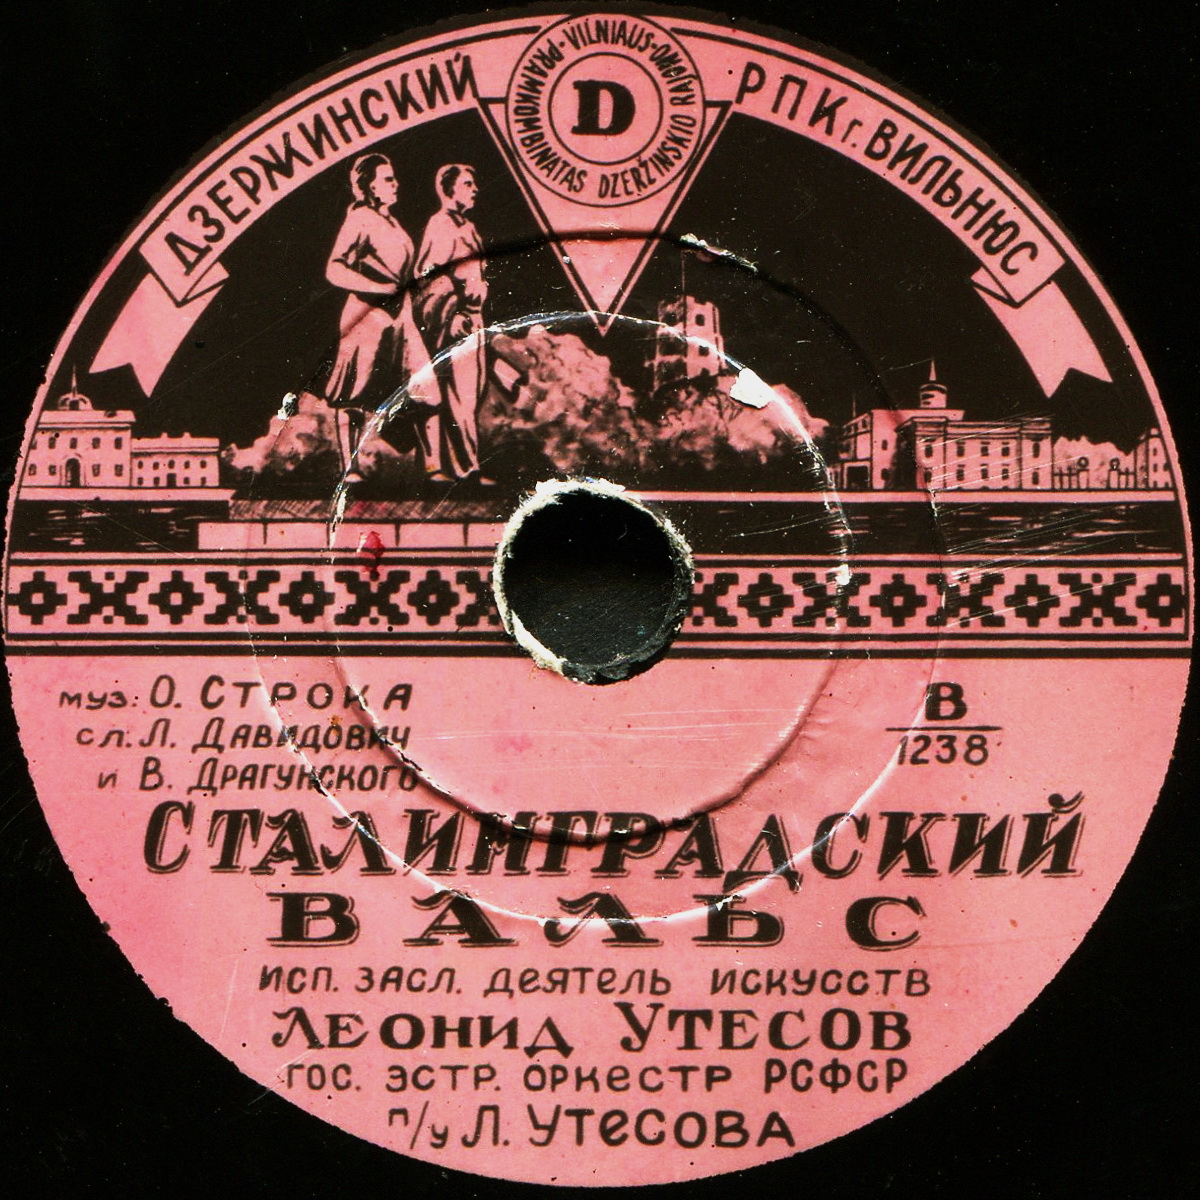 ДЗЕРЖИНСКИЙ РПК г. ВИЛЬНЮС
VILNIAUS · DZERŽINSKIO RAJONO · PRAMKOMBINATAS
D
муз: О. СТРОКА
сл. Л. ДАВИДОВИЧ
и В. ДРАГУНСКОГО
В
1238
СТАЛИНГРАДСКИЙ
ВАЛЬС
исп. засл. деятель искусств
ЛЕОНИД УТЕСОВ
гос. эстр. оркестр РСФСР
п/у Л. УТЕСОВА